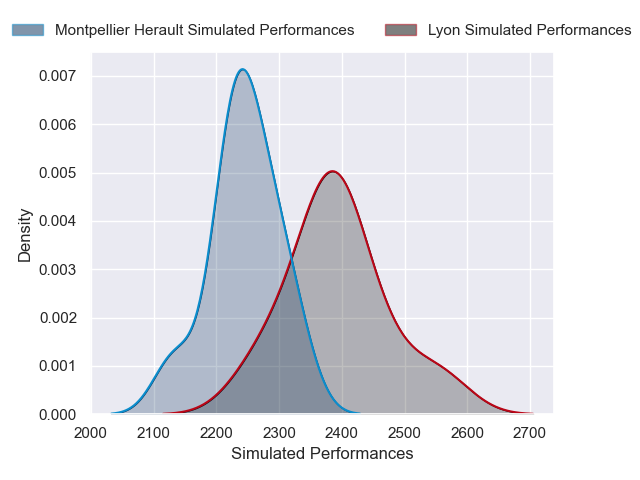 Montpellier Herault Simulated Performances Lyon Simulated Performances
0.007
0.006
0.005
0.004
0.003
0.002
0.001
0.000
Density
2000 2100 2200 2300 2400 2500 2600 2700
Simulated Performances